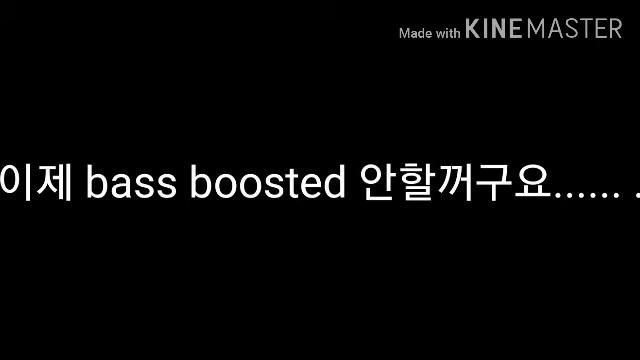 Made with KINEMASTER
이제 bass boosted 안할꺼구요...... .